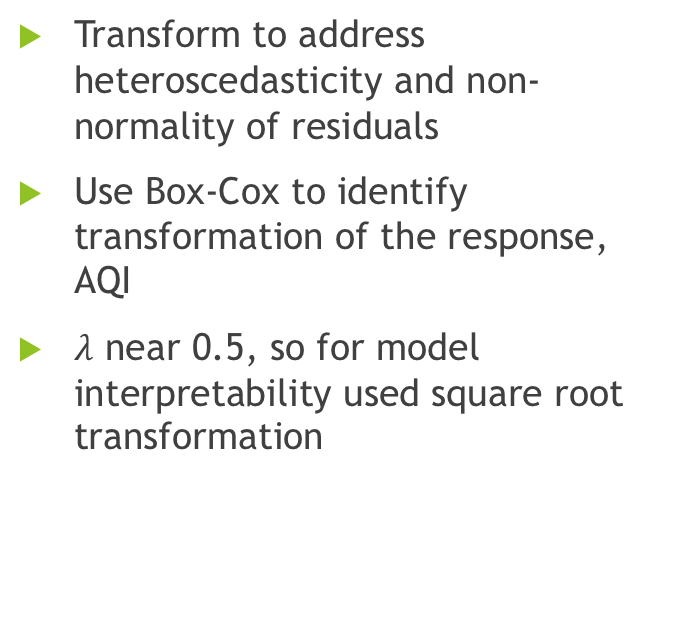 Transform to address
heteroscedasticity and non-
normality of residuals
Use Box-Cox to identify
transformation of the response,
AQI
𝜆 near 0.5, so for model
interpretability used square root
transformation